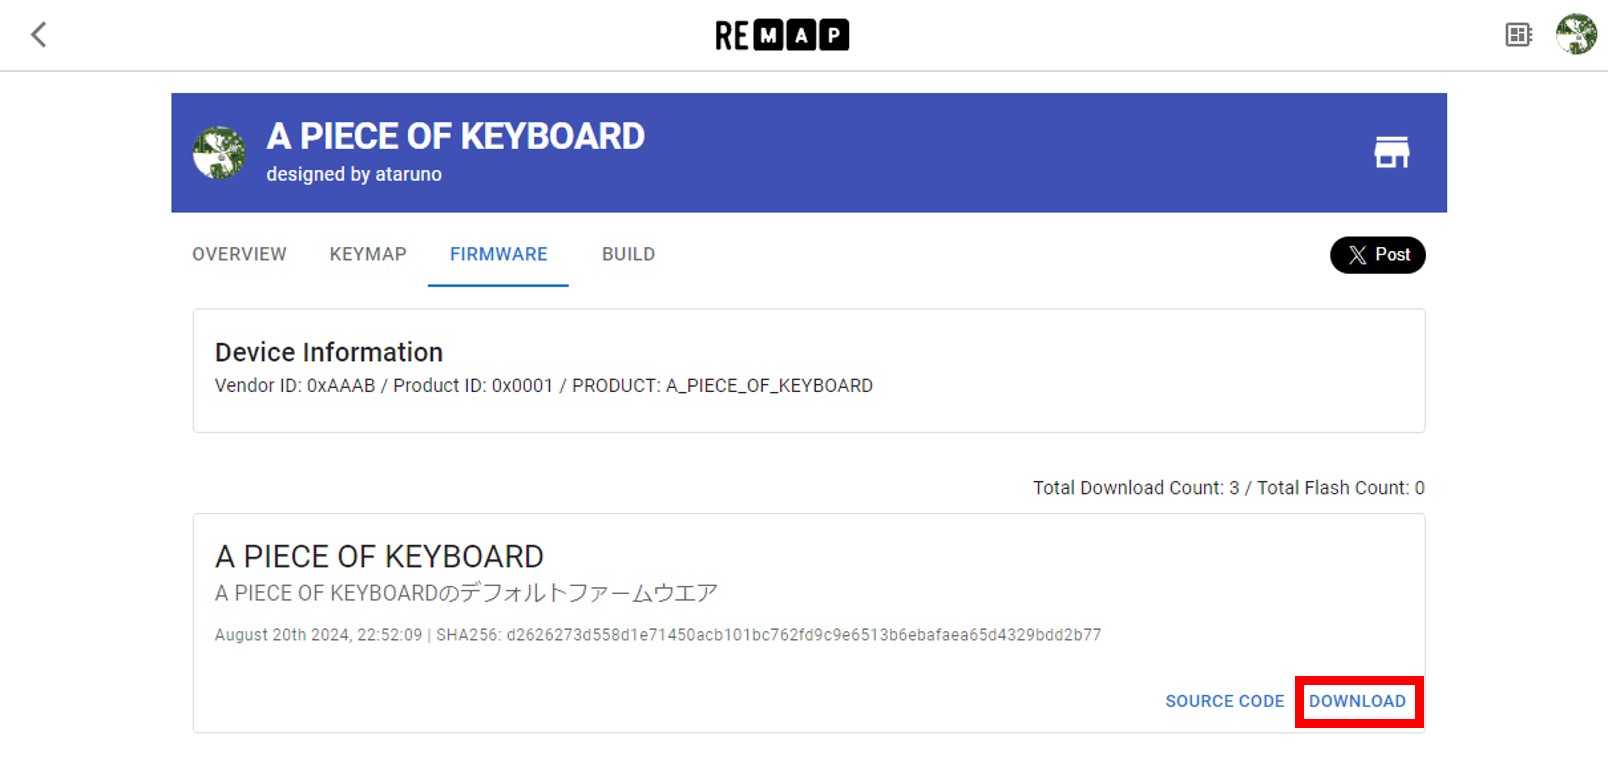 REMAP
A PIECE OF KEYBOARD
designed by ataruno
OVERVIEW KEYMAP FIRMWARE BUILD X Post
Device Information
Vendor ID: 0xAAAB / Product ID: 0x0001 / PRODUCT: A_PIECE_OF_KEYBOARD
Total Download Count: 3 / Total Flash Count: 0
A PIECE OF KEYBOARD
A PIECE OF KEYBOARDのデフォルトファームウエア
August 20th 2024, 22:52:09 | SHA256: d2626273d558d1e71450acb101bc762fd9c9e6513b6ebafaea65d4329bdd2b77
SOURCE CODE DOWNLOAD